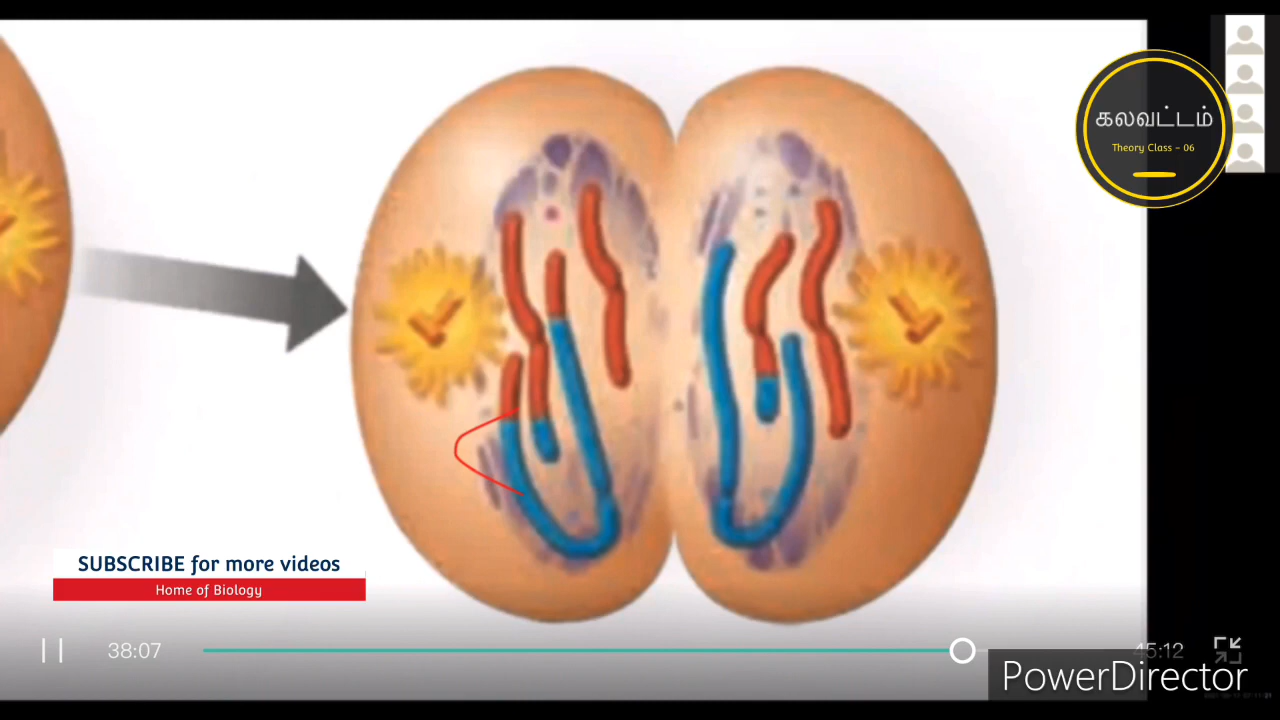 கலவட்டம்
Theory Class - 06
SUBSCRIBE for more videos
Home of Biology
38:07
45:12
PowerDirector